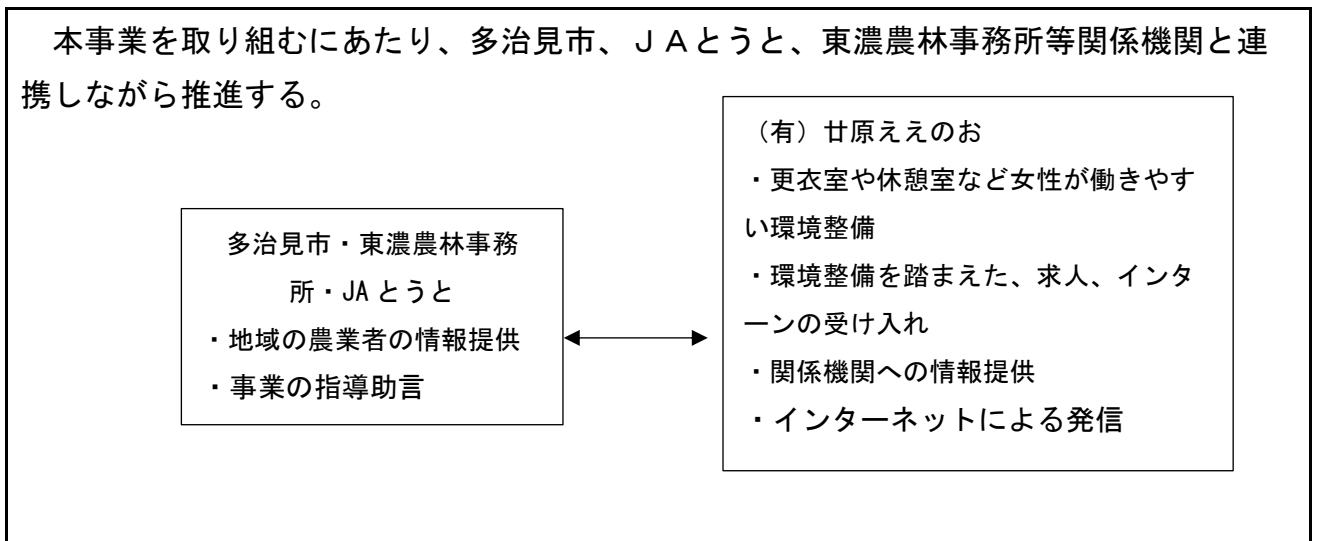 本事業を取り組むにあたり、多治見市、ＪＡとうと、東濃農林事務所等関係機関と連
携しながら推進する。
多治見市・東濃農林事務
所・JAとうと
・地域の農業者の情報提供
・事業の指導助言
（有）廿原ええのお
・更衣室や休憩室など女性が働きやす
い環境整備
・環境整備を踏まえた、求人、インタ
ーンの受け入れ
・関係機関への情報提供
・インターネットによる発信